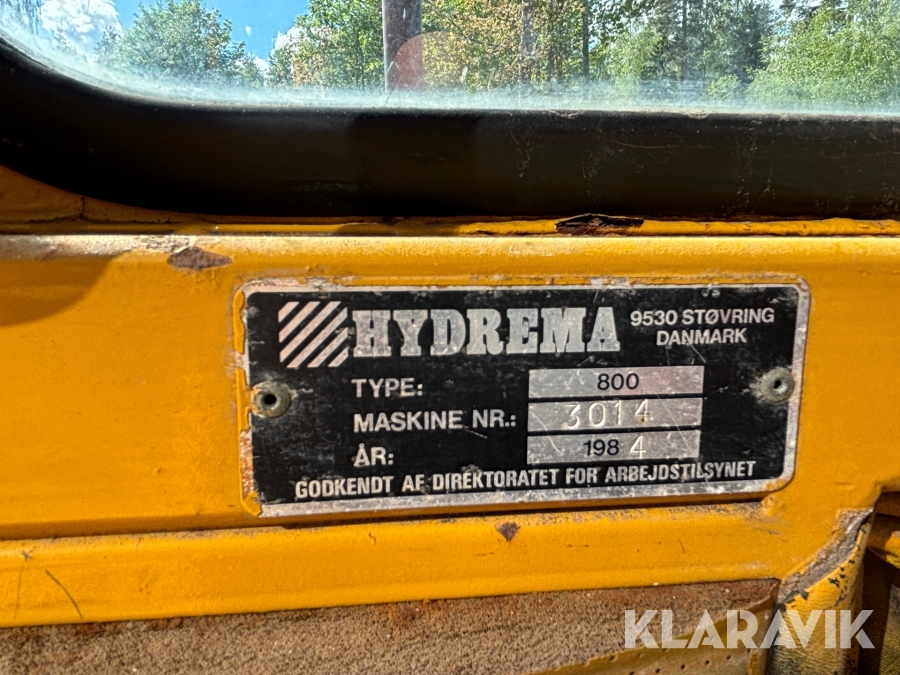 HYDREMA 9530 STØVRING
DANMARK
TYPE: 800
MASKINE NR.: 3014
ÅR: 1984
GODKENDT AF DIREKTORATET FOR ARBEJDSTILSYNET
KLARAVIK